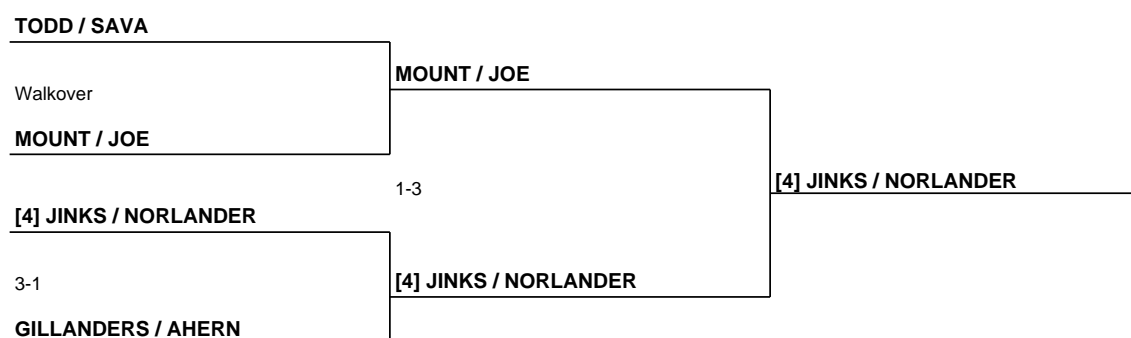 TODD / SAVA
Walkover
MOUNT / JOE
MOUNT / JOE
1-3
[4] JINKS / NORLANDER
[4] JINKS / NORLANDER
3-1
[4] JINKS / NORLANDER
GILLANDERS / AHERN